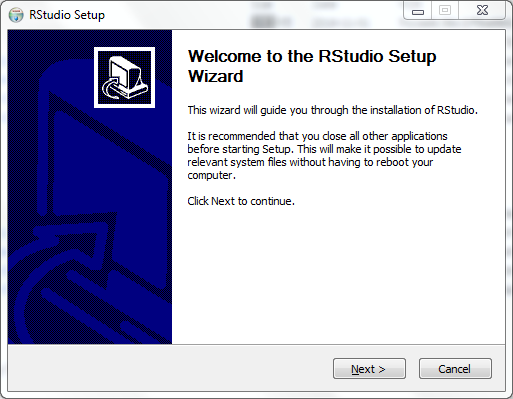 RStudio Setup
Welcome to the RStudio Setup
Wizard
This wizard will guide you through the installation of RStudio.
It is recommended that you close all other applications
before starting Setup. This will make it possible to update
relevant system files without having to reboot your
computer.
Click Next to continue.
Next >
Cancel